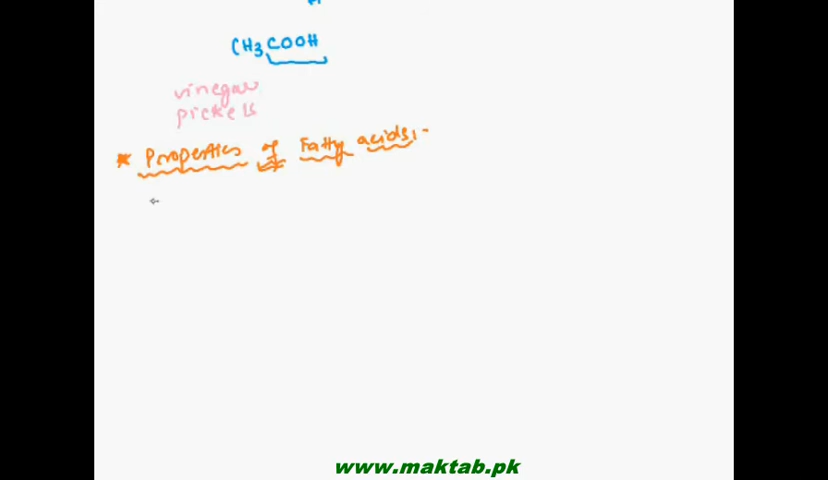 CH3COOH
vinegar
pickels
* Properties of Fatty acids:-
www.maktab.pk